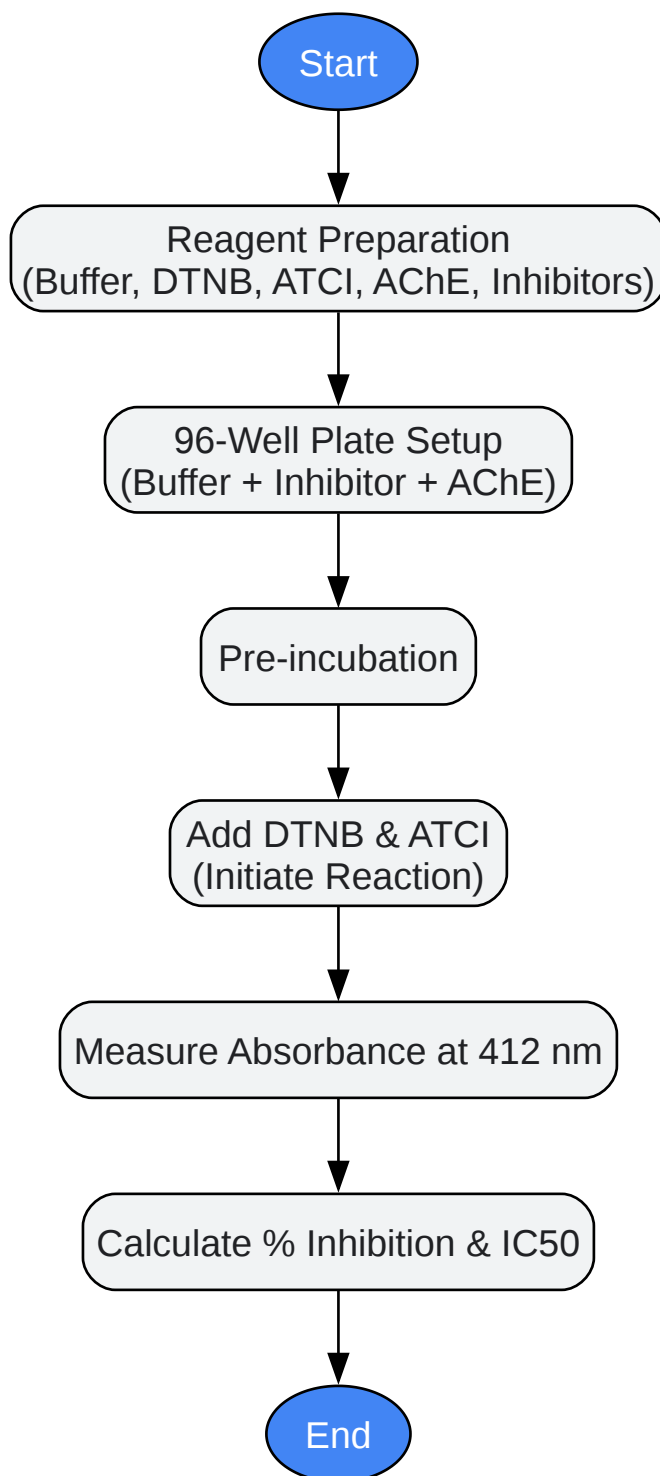 Start
Reagent Preparation
(Buffer, DTNB, ATCI, AChE, Inhibitors)
96-Well Plate Setup
(Buffer + Inhibitor + AChE)
Pre-incubation
Add DTNB & ATCI
(Initiate Reaction)
Measure Absorbance at 412 nm
Calculate % Inhibition & IC50
End